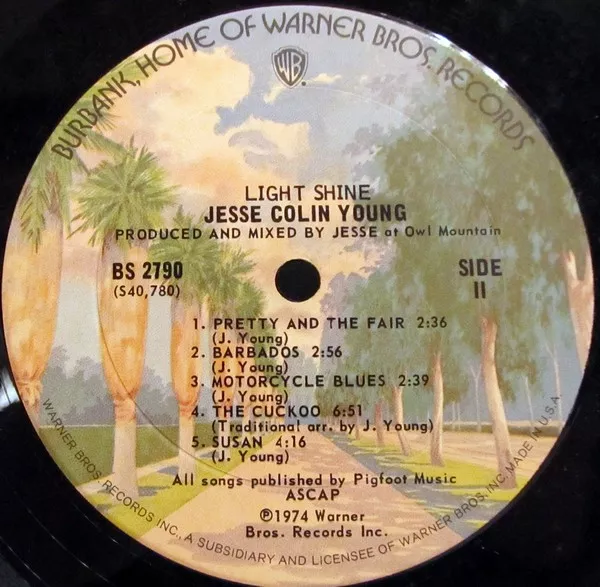 BURBANK, HOME OF WARNER BROS. RECORDS
WB
LIGHT SHINE
JESSE COLIN YOUNG
PRODUCED AND MIXED BY JESSE at Owl Mountain
BS 2790
(S40,780)
SIDE
II
1. PRETTY AND THE FAIR 2:36
(J. Young)
2. BARBADOS 2:56
(J. Young)
3. MOTORCYCLE BLUES 2:39
(J. Young)
4. THE CUCKOO 6:51
(Traditional arr. by J. Young)
5. SUSAN 4:16
(J. Young)
All songs published by Pigfoot Music
ASCAP
℗1974 Warner
Bros. Records Inc.
WARNER BROS. RECORDS INC., A SUBSIDIARY AND LICENSEE OF WARNER BROS. INC. MADE IN U.S.A.